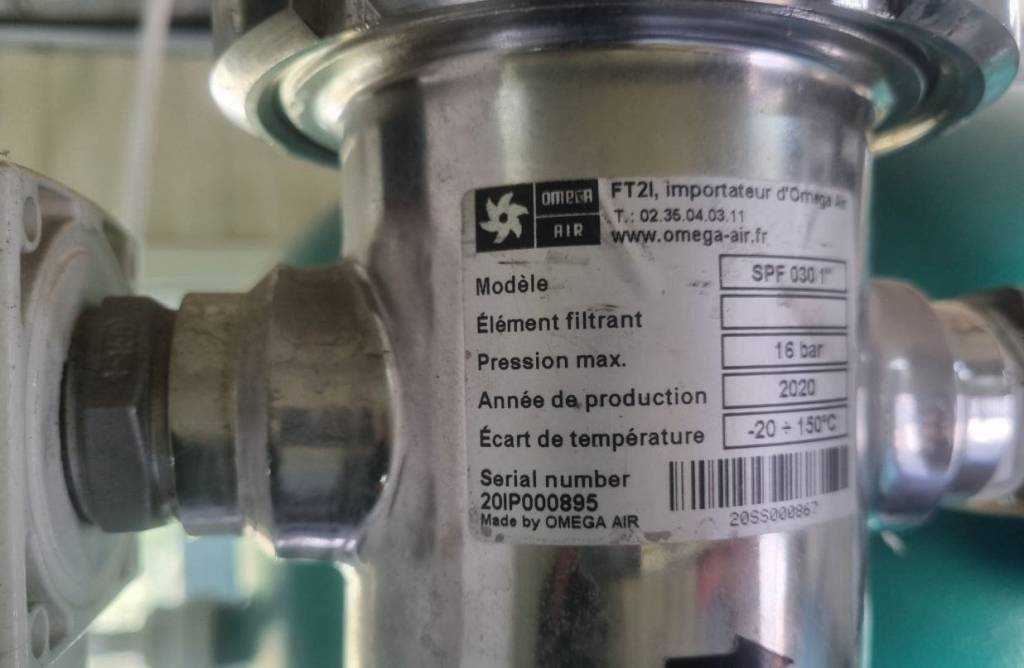 OMEGA
AIR
FT2I, importateur d'Omega Air
T.: 02.35.04.03.11
www.omega-air.fr
Modèle SPF 030 1"
Élément filtrant
Pression max. 16 bar
Année de production 2020
Écart de température -20 ÷ 150°C
Serial number
20IP000895
Made by OMEGA AIR
20SS000867